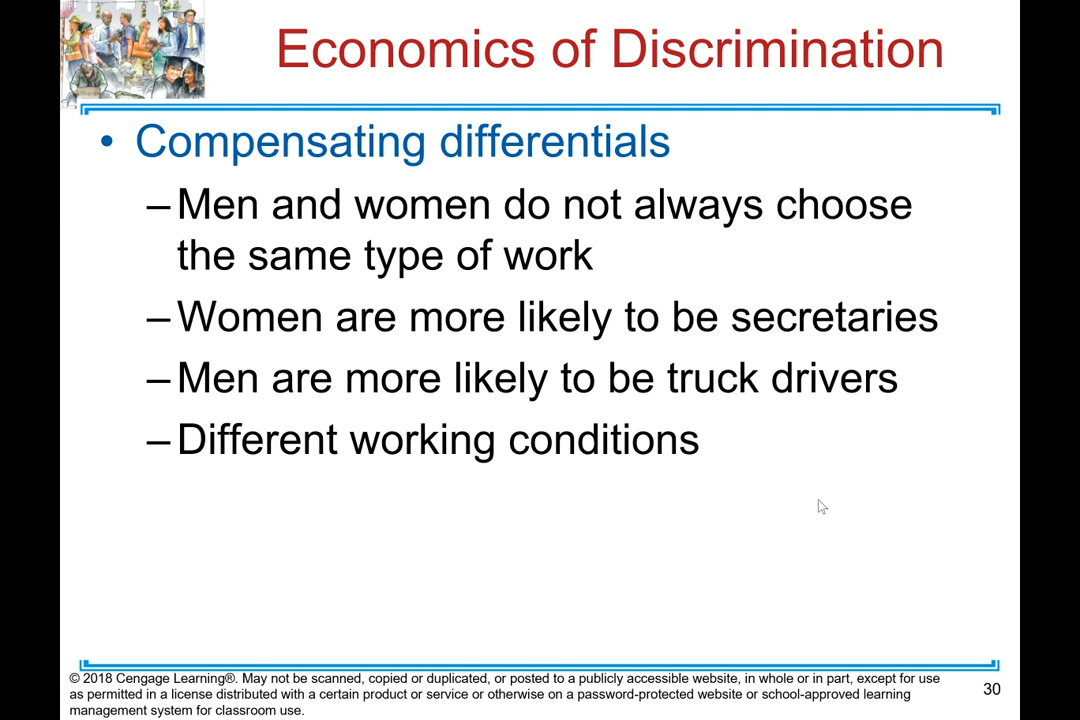 Economics of Discrimination
• Compensating differentials
–Men and women do not always choose
the same type of work
–Women are more likely to be secretaries
–Men are more likely to be truck drivers
–Different working conditions
© 2018 Cengage Learning®. May not be scanned, copied or duplicated, or posted to a publicly accessible website, in whole or in part, except for use
as permitted in a license distributed with a certain product or service or otherwise on a password-protected website or school-approved learning
management system for classroom use.
30